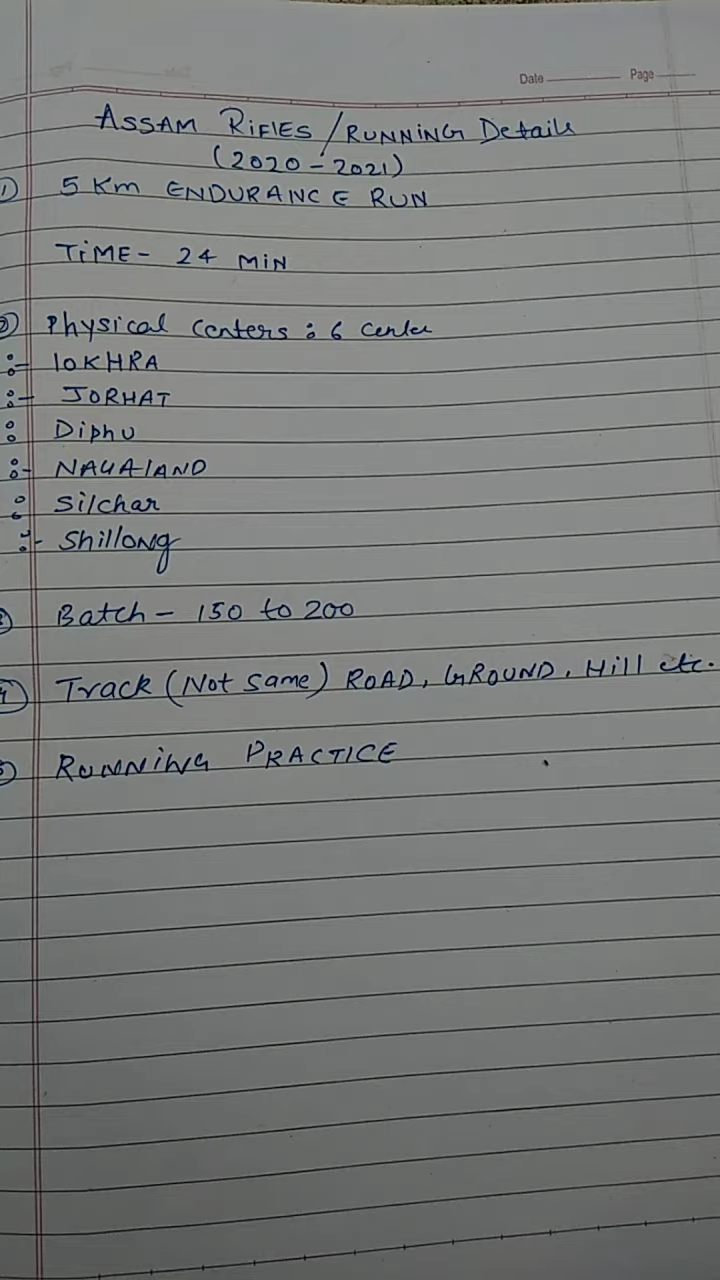 Date Page
ASSAM RIFlES / RUNNING Details
(2020-2021)
1) 5 Km ENDURANCE RUN
TiME- 24 MiN
2) Physical Centers : 6 Center
:- lOKHRA
:- JORHAT
: Diphu
:- NAGAlAND
: Silchar
:- Shillong
3) Batch - 150 to 200
4) Track (Not same) ROAD, GROUND, Hill etc.
5) RUNNiNG PRACTICE